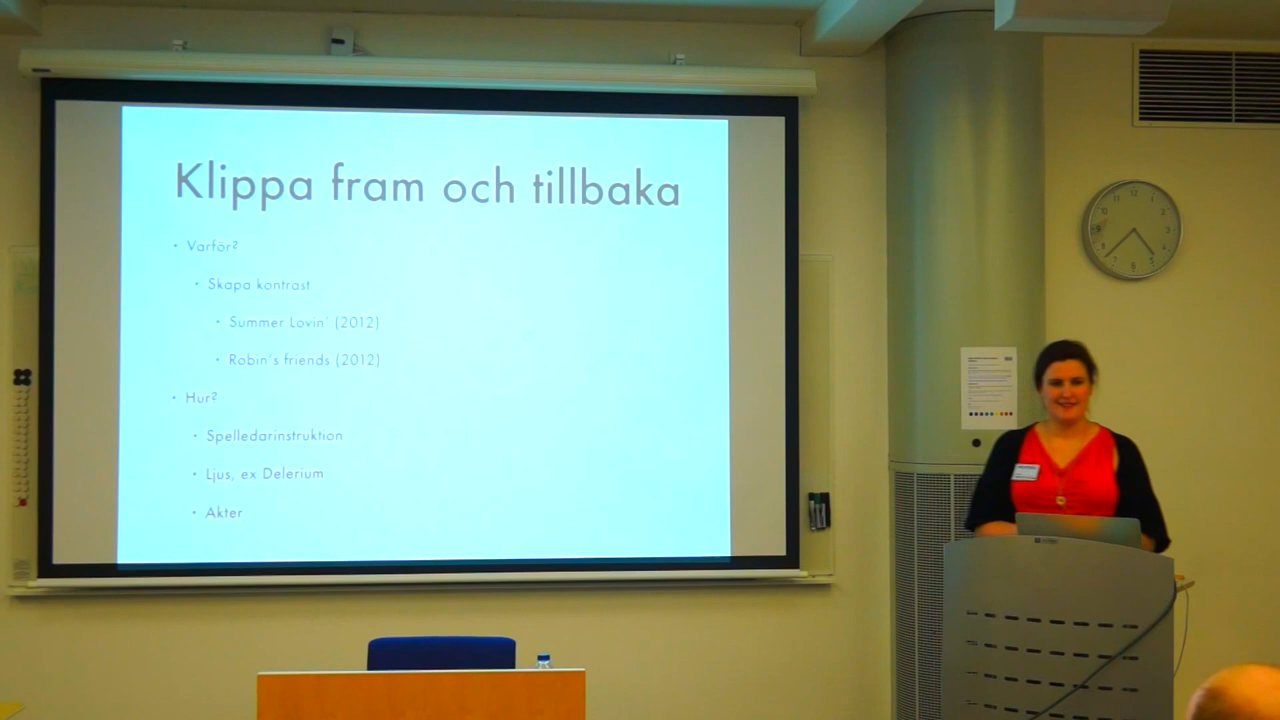 Klippa fram och tillbaka
• Varför?
• Skapa kontrast
• Summer Lovin' (2012)
• Robin's friends (2012)
• Hur?
• Spelledarinstruktion
• Ljus, ex Delerium
• Akter